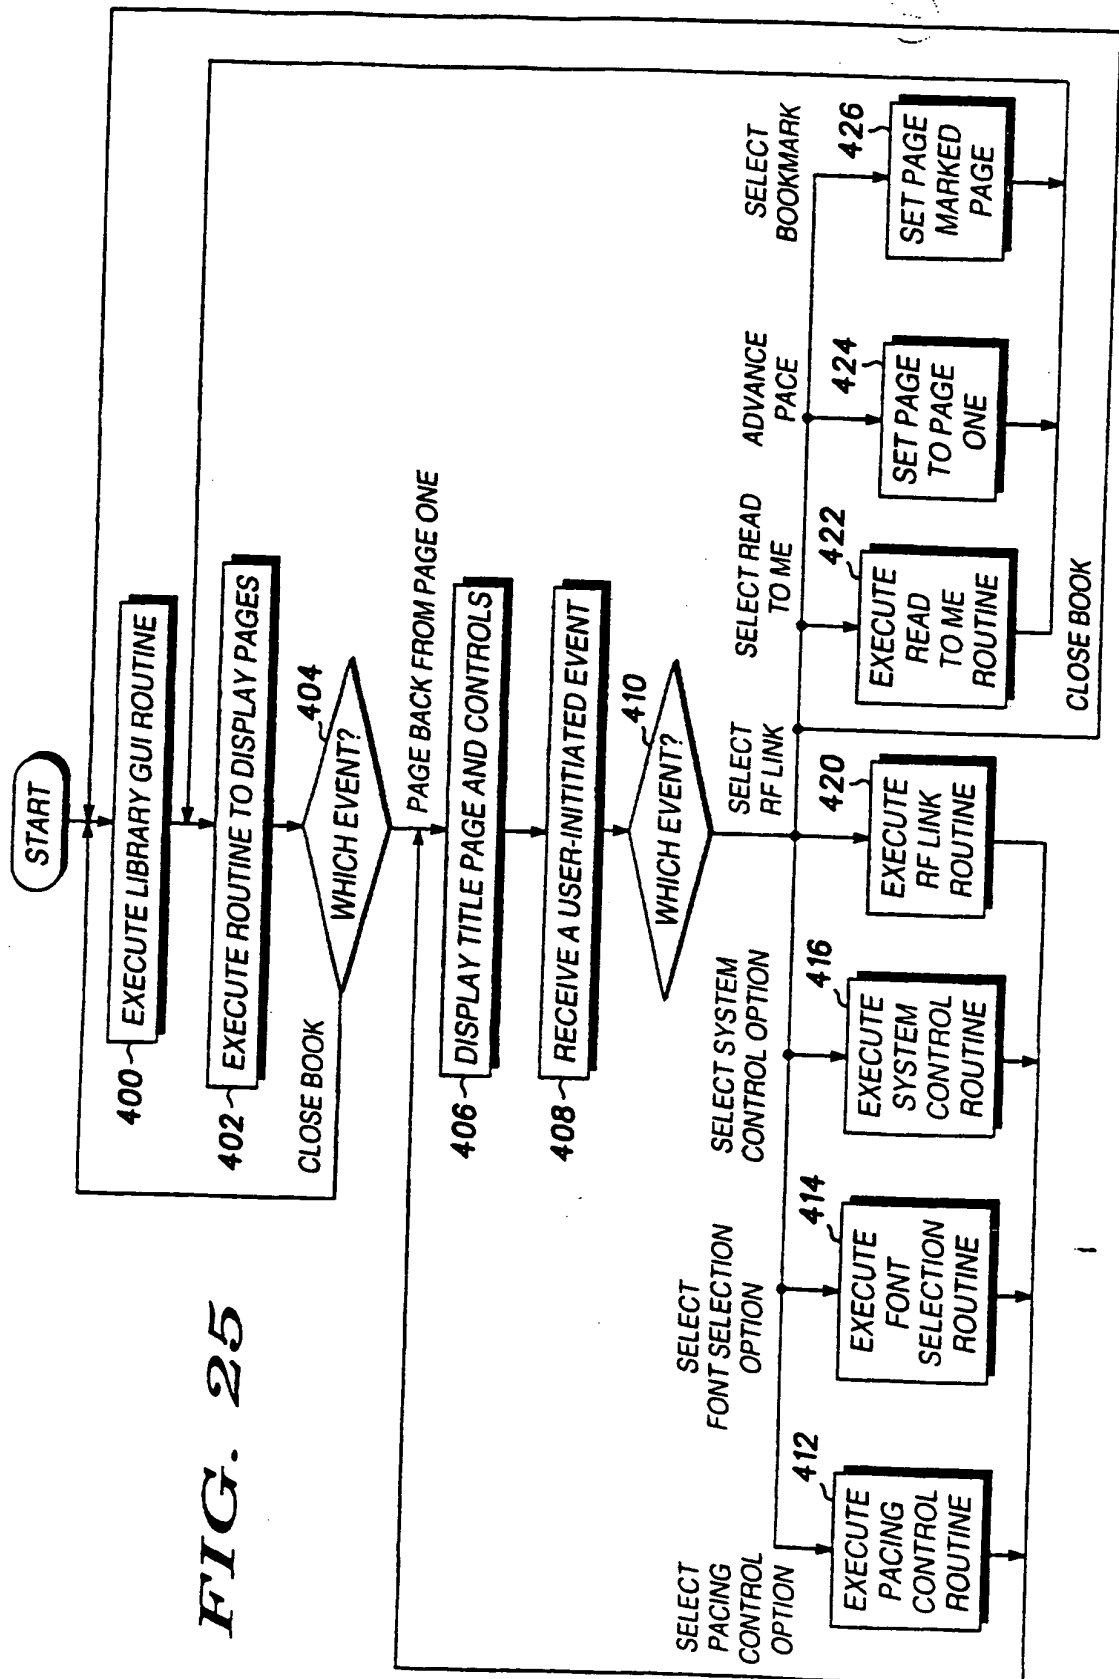 FIG. 25
START
400
EXECUTE LIBRARY GUI ROUTINE
402
EXECUTE ROUTINE TO DISPLAY PAGES
404
WHICH EVENT?
CLOSE BOOK
PAGE BACK FROM PAGE ONE
406
DISPLAY TITLE PAGE AND CONTROLS
408
RECEIVE A USER-INITITIATED EVENT
410
WHICH EVENT?
SELECT
PACING
CONTROL
OPTION
412
EXECUTE
PACING
CONTROL
ROUTINE
SELECT
FONT SELECTION
OPTION
414
EXECUTE
FONT
SELECTION
ROUTINE
SELECT SYSTEM
CONTROL OPTION
416
EXECUTE
SYSTEM
CONTROL
ROUTINE
SELECT
RF LINK
420
EXECUTE
RF LINK
ROUTINE
SELECT READ
TO ME
422
EXECUTE
READ
TO ME
ROUTINE
ADVANCE
PACE
424
SET PAGE
TO PAGE
ONE
SELECT
BOOKMARK
426
SET PAGE
MARKED
PAGE
CLOSE BOOK